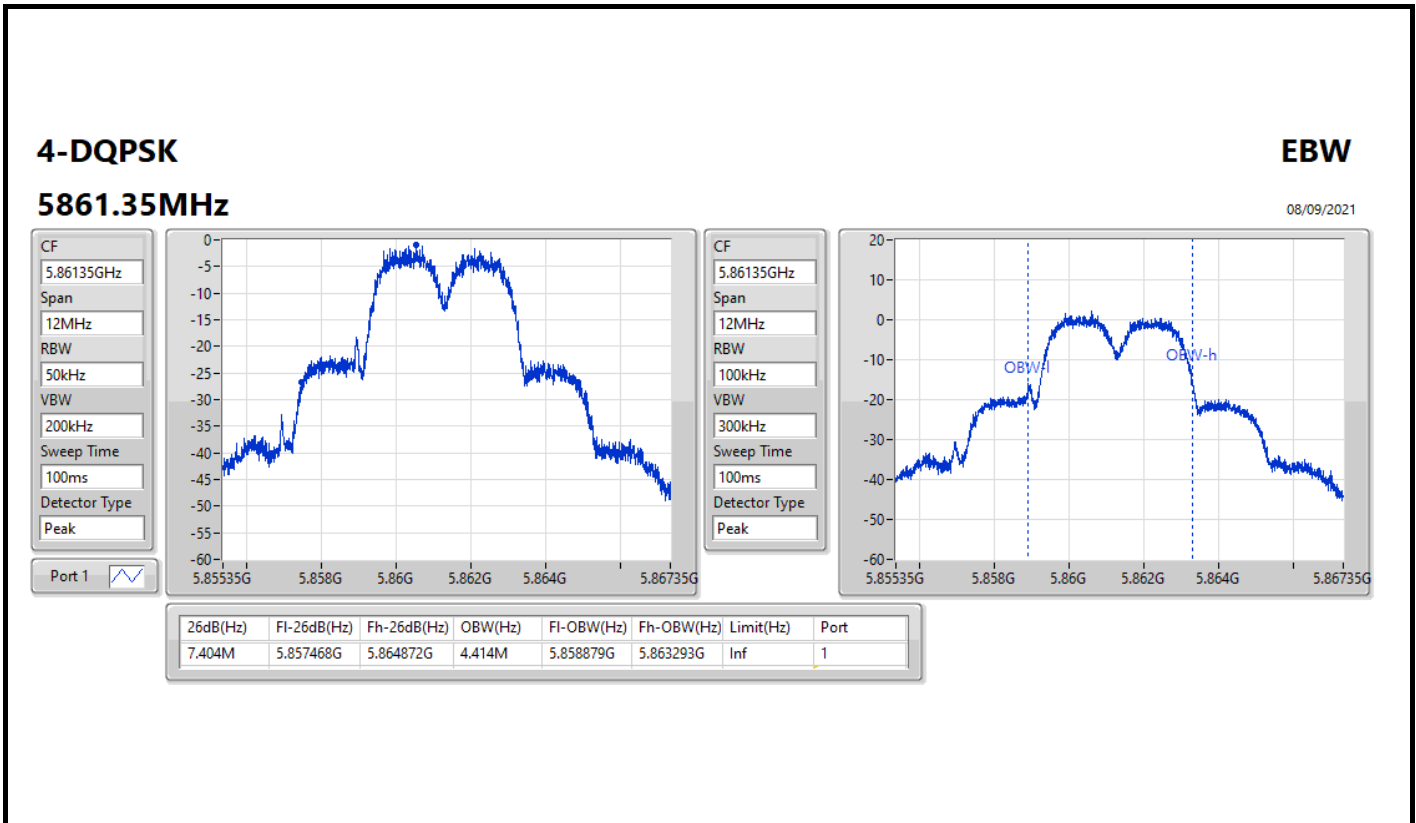 4-DQPSK
EBW
5861.35MHz
08/09/2021
CF
5.86135GHz
Span
12MHz
RBW
50kHz
VBW
200kHz
Sweep Time
100ms
Detector Type
Peak
Port 1
0
-5
-10
-15
-20
-25
-30
-35
-40
-45
-50
-55
-60
5.85535G 5.858G 5.86G 5.862G 5.864G 5.86735G
CF
5.86135GHz
Span
12MHz
RBW
100kHz
VBW
300kHz
Sweep Time
100ms
Detector Type
Peak
20
10
0
-10
-20
-30
-40
-50
-60
OBW-l
OBW-h
5.85535G 5.858G 5.86G 5.862G 5.864G 5.86735G
26dB(Hz) Fl-26dB(Hz) Fh-26dB(Hz) OBW(Hz) Fl-OBW(Hz) Fh-OBW(Hz) Limit(Hz) Port
7.404M 5.857468G 5.864872G 4.414M 5.858879G 5.863293G Inf 1